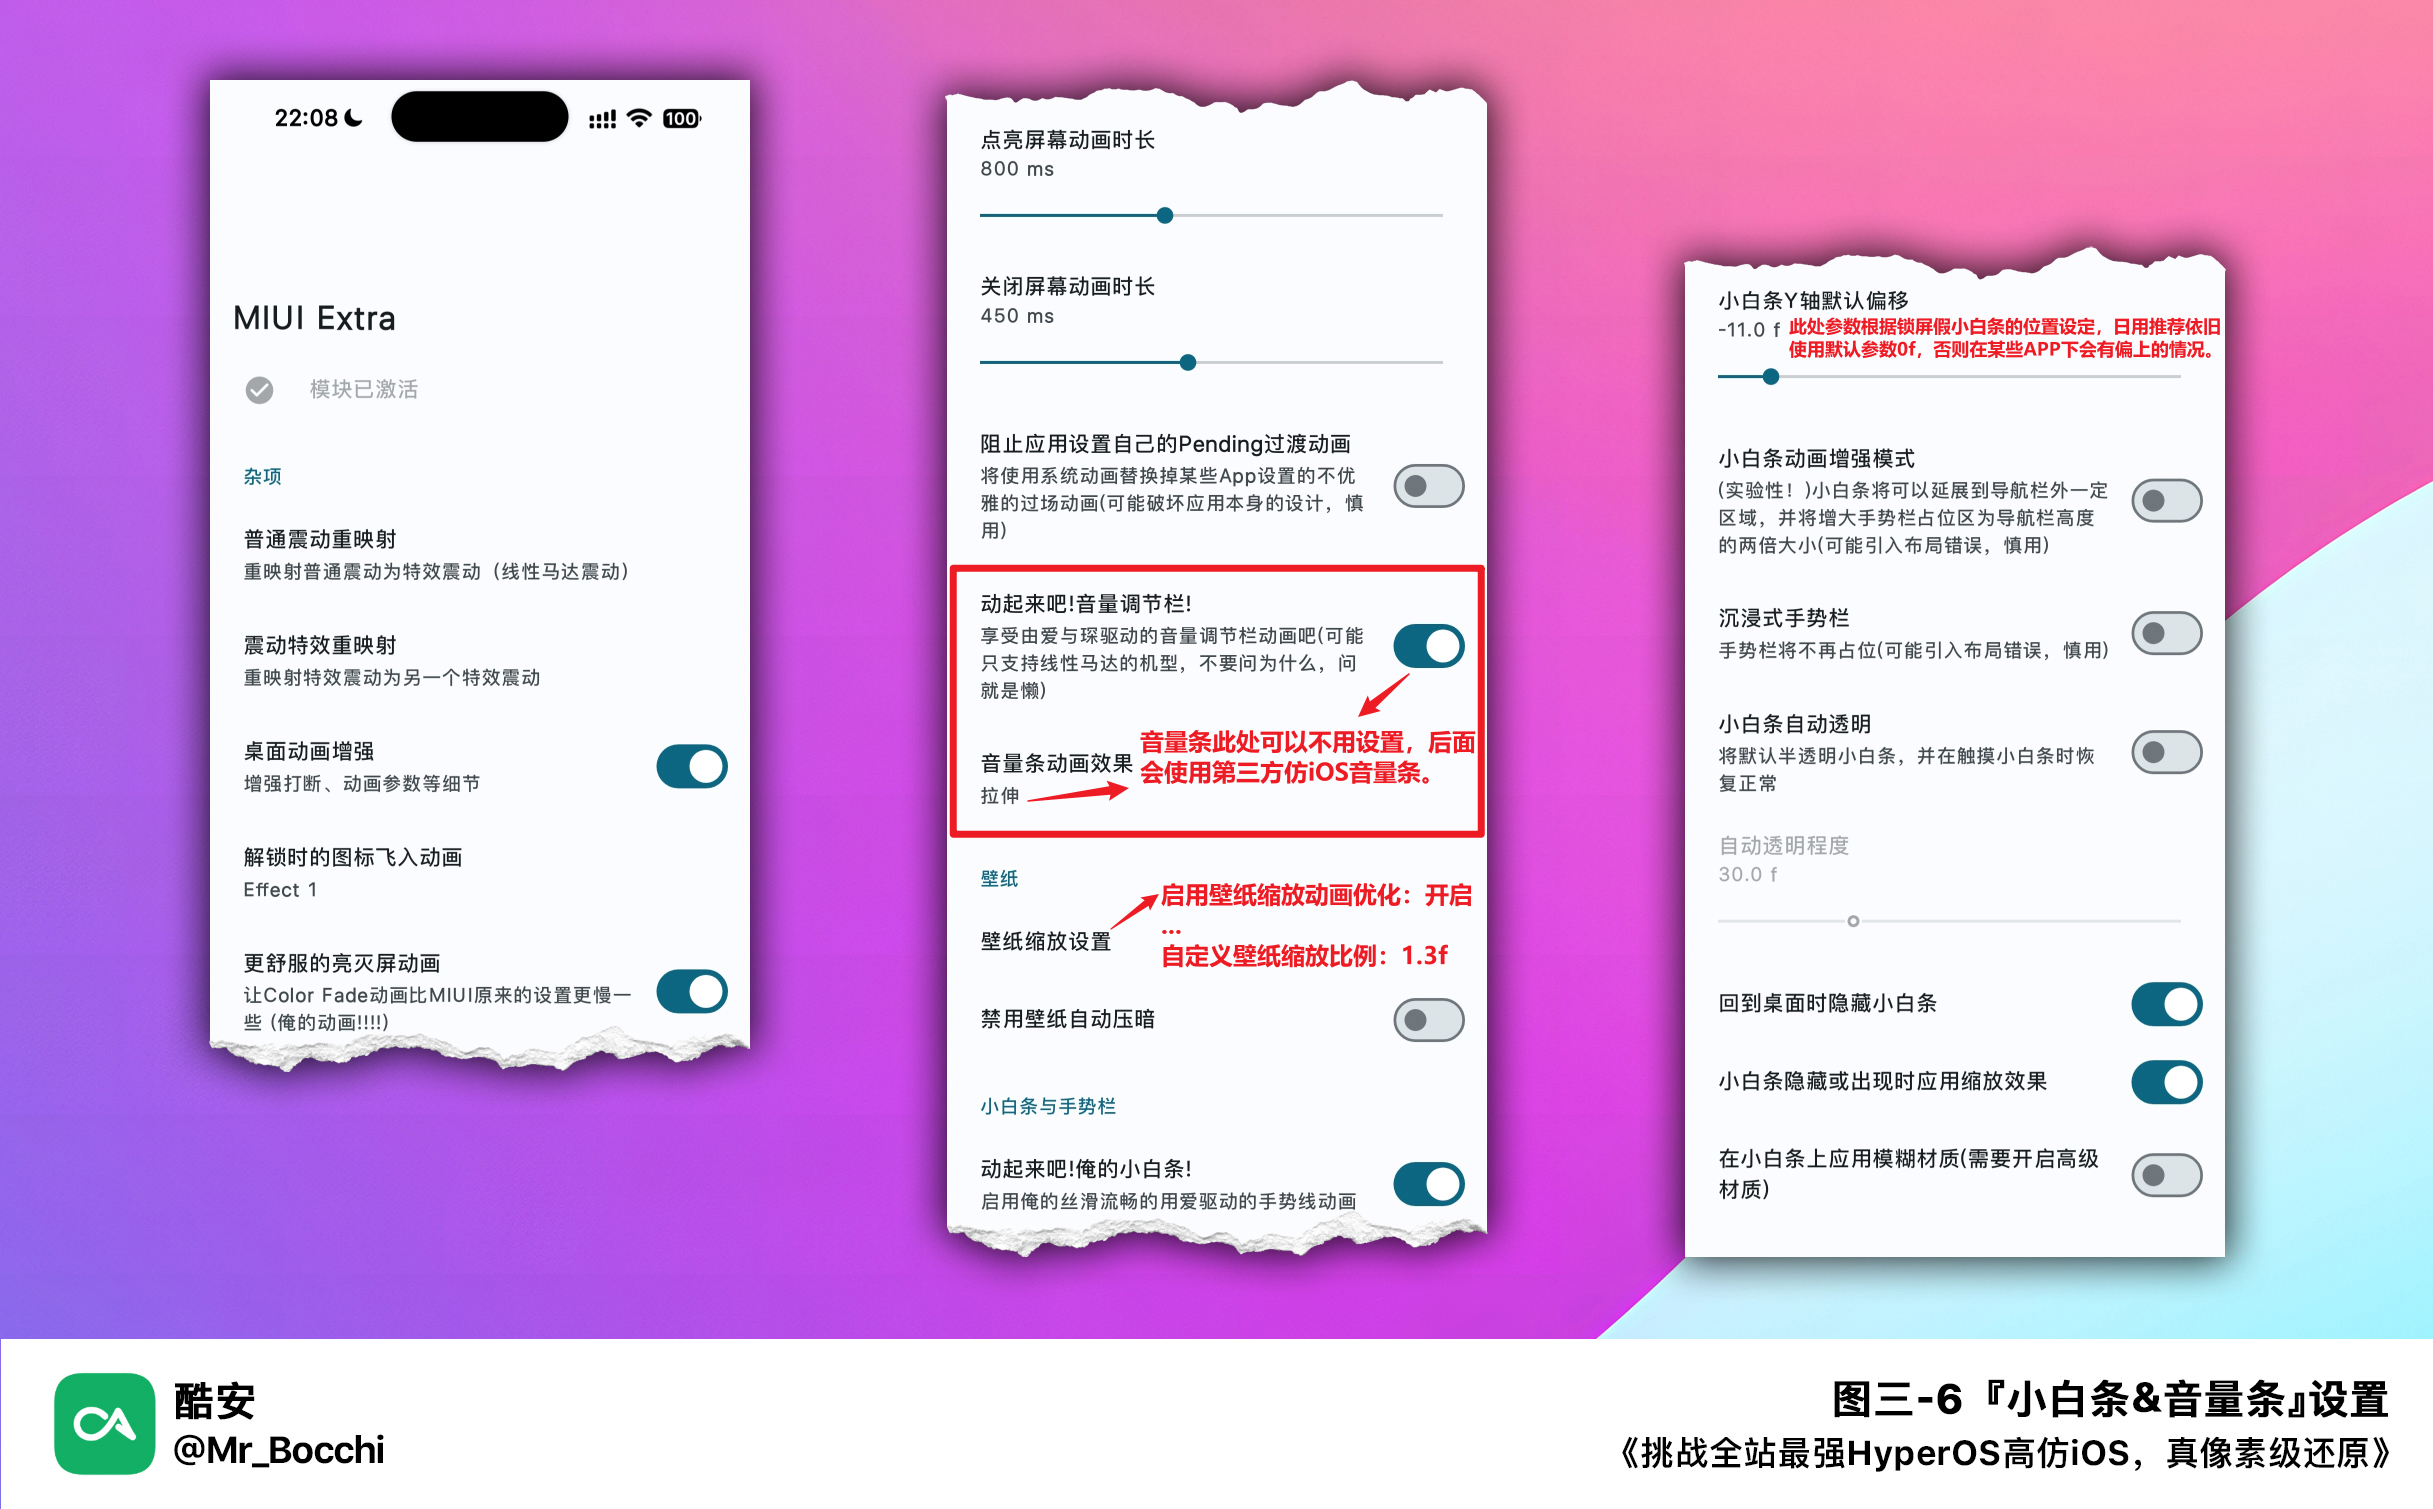 22:08
100
MIUI Extra
模块已激活
杂项
普通震动重映射
重映射普通震动为特效震动（线性马达震动）
震动特效重映射
重映射特效震动为另一个特效震动
桌面动画增强
增强打断、动画参数等细节
解锁时的图标飞入动画
Effect 1
更舒服的亮灭屏动画
让Color Fade动画比MIUI原来的设置更慢一
些 (俺的动画!!!!)
点亮屏幕动画时长
800 ms
关闭屏幕动画时长
450 ms
阻止应用设置自己的Pending过渡动画
将使用系统动画替换掉某些App设置的不优
雅的过场动画(可能破坏应用本身的设计，慎
用)
动起来吧!音量调节栏!
享受由爱与琛驱动的音量调节栏动画吧(可能
只支持线性马达的机型，不要问为什么，问
就是懒)
音量条此处可以不用设置，后面
会使用第三方仿iOS音量条。
音量条动画效果
拉伸
壁纸
启用壁纸缩放动画优化：开启
...
自定义壁纸缩放比例：1.3f
壁纸缩放设置
禁用壁纸自动压暗
小白条与手势栏
动起来吧!俺的小白条!
启用俺的丝滑流畅的用爱驱动的手势线动画
小白条Y轴默认偏移
-11.0 f
此处参数根据锁屏假小白条的位置设定，日用推荐依旧
使用默认参数0f，否则在某些APP下会有偏上的情况。
小白条动画增强模式
(实验性！)小白条将可以延展到导航栏外一定
区域，并将增大手势栏占位区为导航栏高度
的两倍大小(可能引入布局错误，慎用)
沉浸式手势栏
手势栏将不再占位(可能引入布局错误，慎用)
小白条自动透明
将默认半透明小白条，并在触摸小白条时恢
复正常
自动透明程度
30.0 f
回到桌面时隐藏小白条
小白条隐藏或出现时应用缩放效果
在小白条上应用模糊材质(需要开启高级
材质)
酷安
@Mr_Bocchi
图三-6『小白条&音量条』设置
《挑战全站最强HyperOS高仿iOS，真像素级还原》